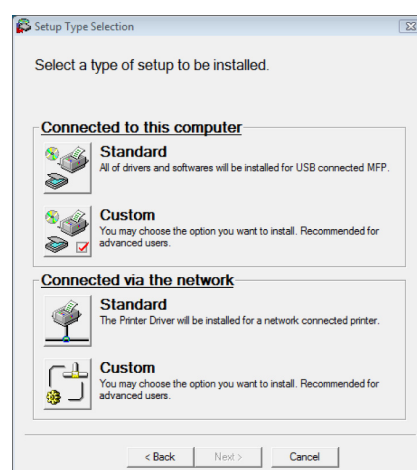 Setup Type Selection
Select a type of setup to be installed.
Connected to this computer
Standard
All of drivers and softwares will be installed for USB connected MFP.
Custom
You may choose the option you want to install. Recommended for
advanced users.
Connected via the network
Standard
The Printer Driver will be installed for a network connected printer.
Custom
You may choose the option you want to install. Recommended for
advanced users.
< Back Next > Cancel